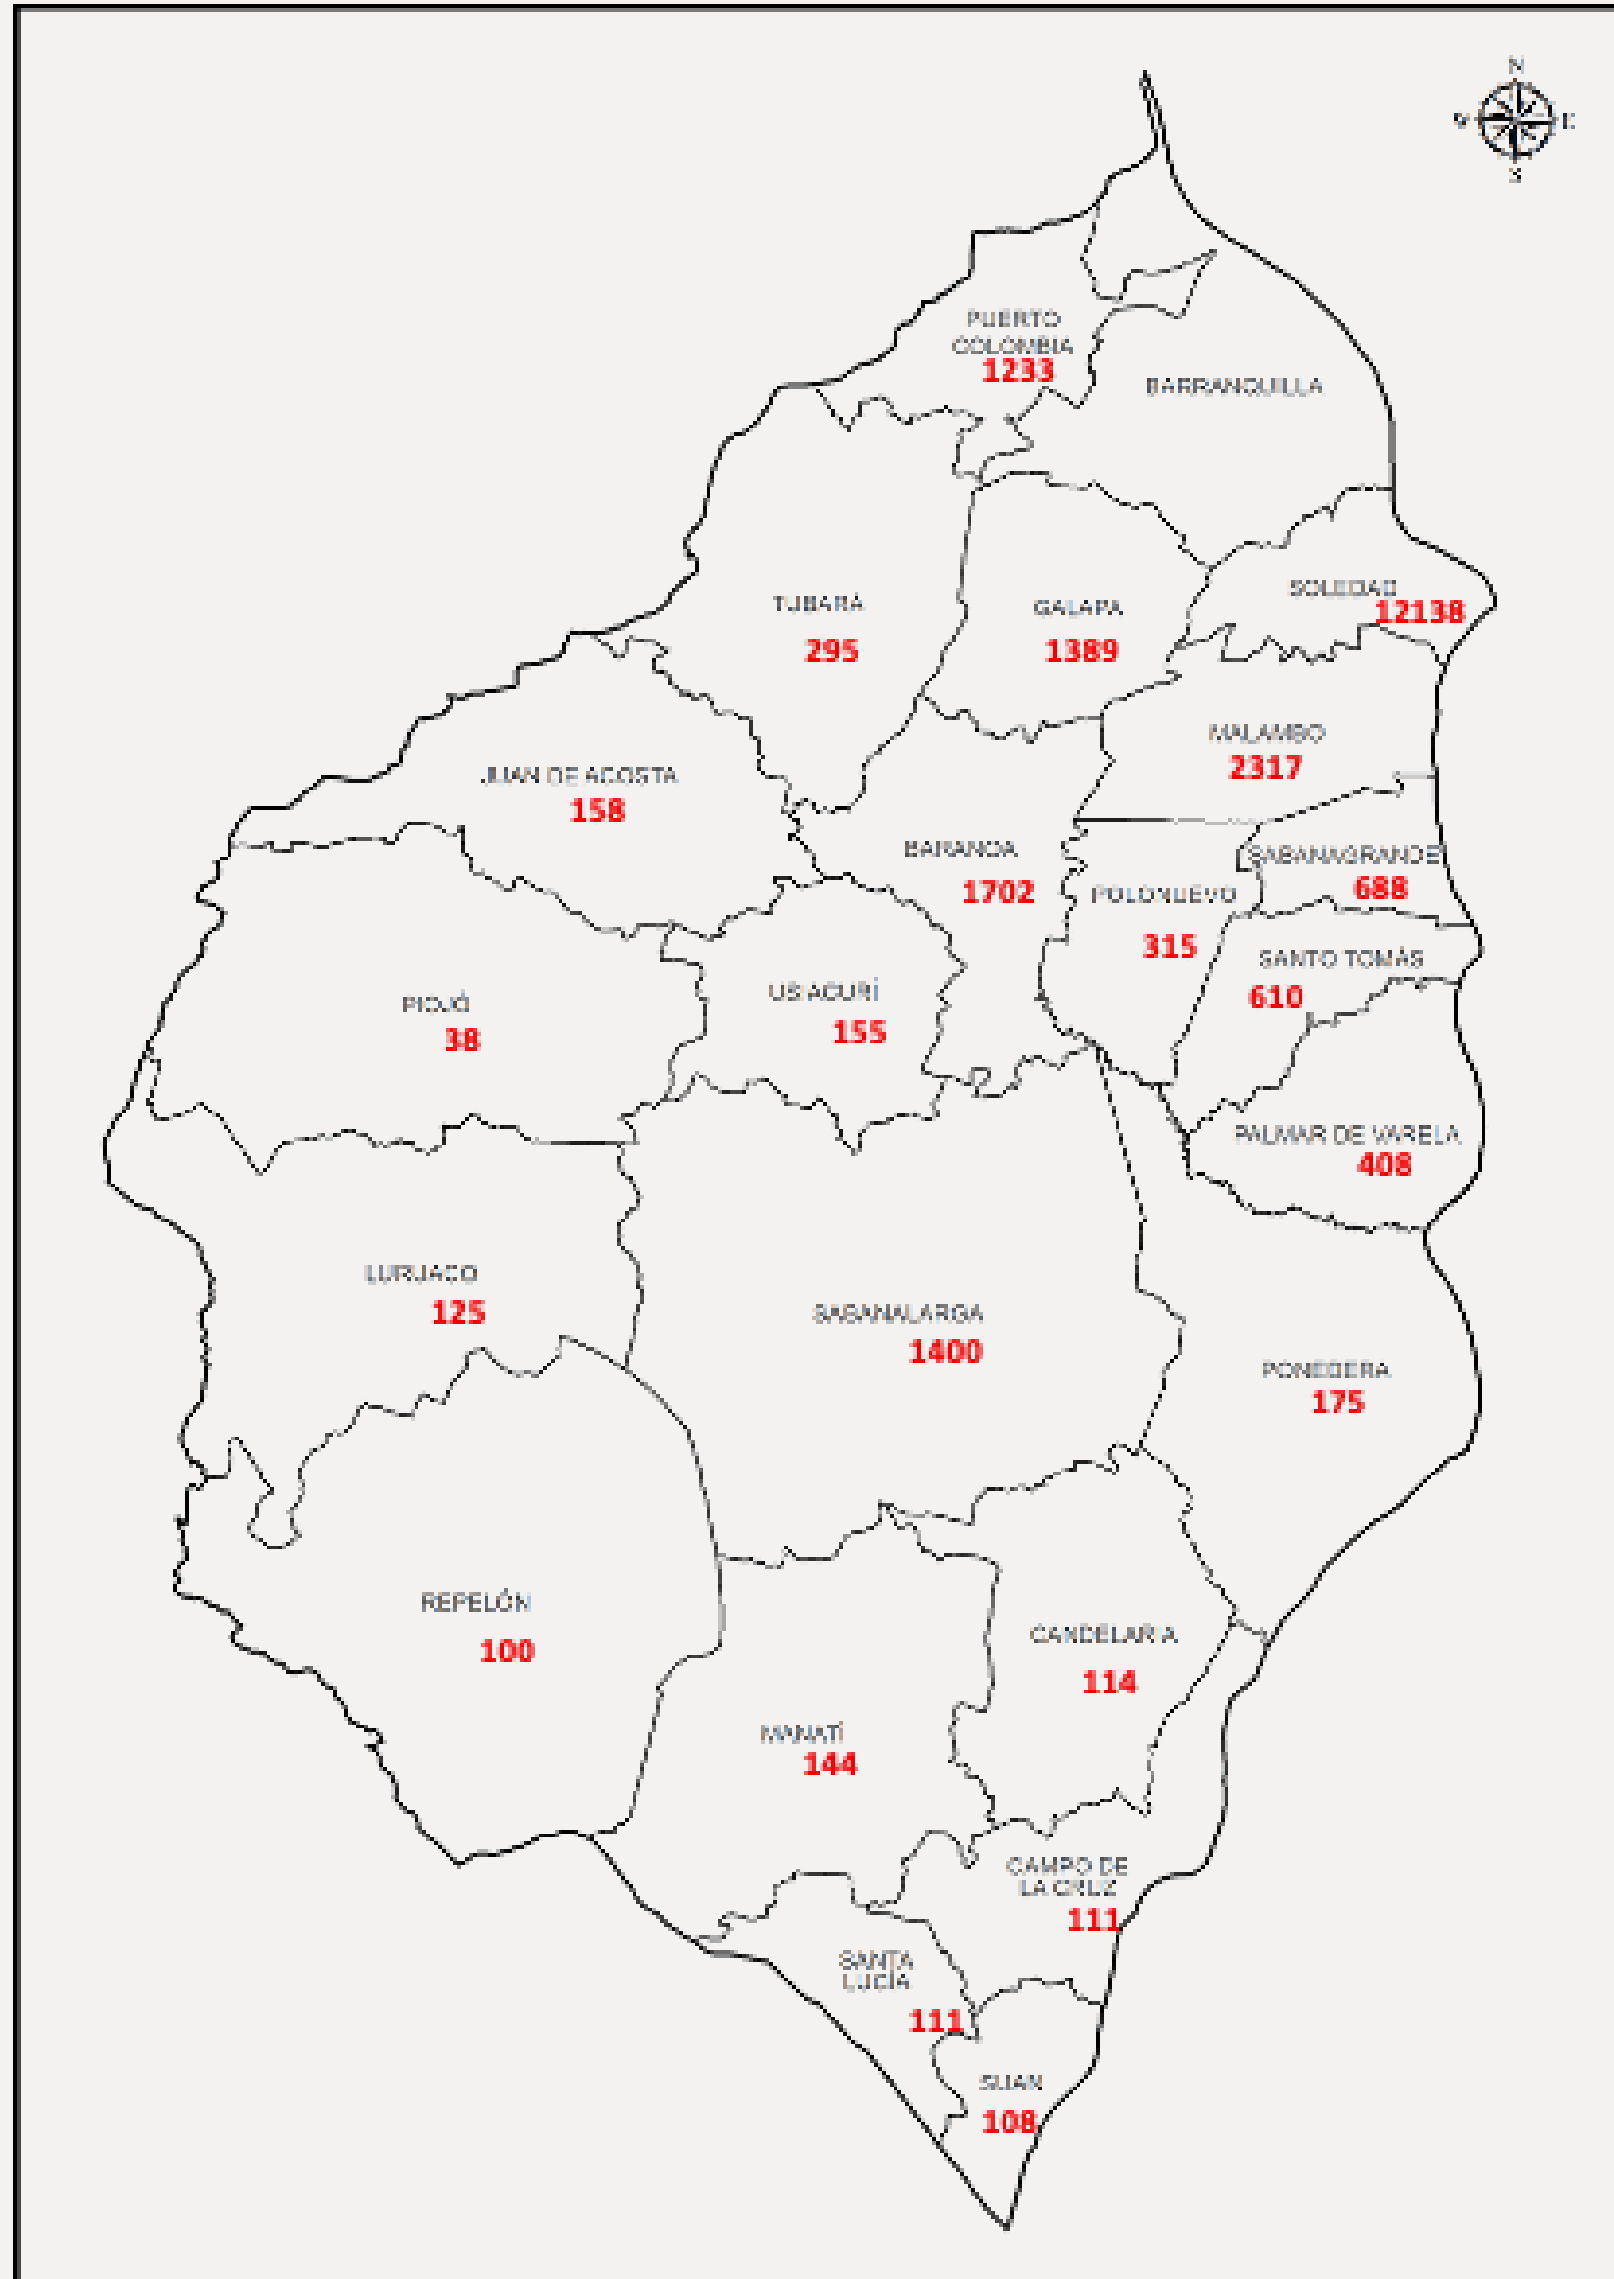 N
E
S
PUERTO
COLOMBIA
1233
BARRANQUILLA
TUBARÁ
295
GALAPA
1389
SOLEDAD
12138
MALAMBO
2317
JUAN DE ACOSTA
158
BARANOA
1702
SABANAGRANDE
688
POLONUEVO
315
SANTO TOMÁS
610
PIOJÓ
38
USIACURÍ
155
PALMAR DE VARELA
408
LURUACO
125
SABANALARGA
1400
PONEDERA
175
REPELÓN
100
CANDELARIA
114
MANATÍ
144
CAMPO DE
LA CRUZ
111
SANTA
LUCÍA
111
SUAN
108